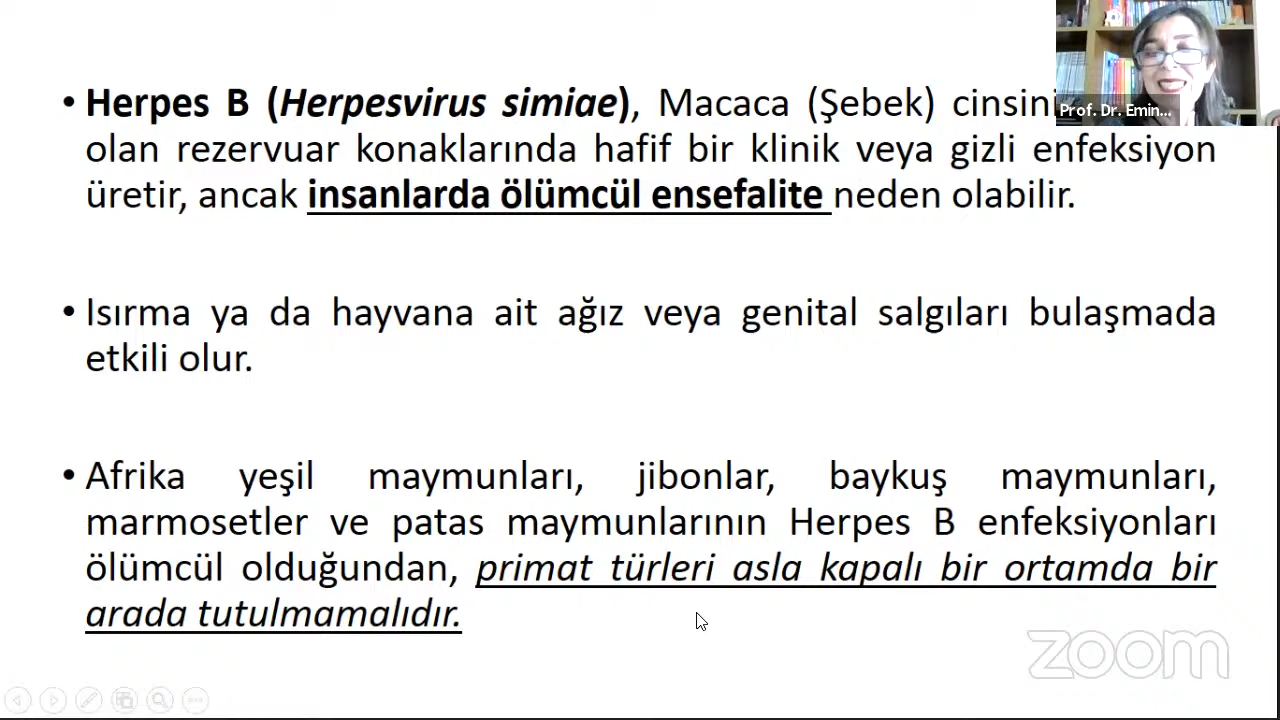 • Herpes B (Herpesvirus simiae), Macaca (Şebek)
olan rezervuar konaklarında hafif bir klinik veya gizli enfeksiyon
üretir, ancak insanlarda ölümcül ensefalite neden olabilir.
• Isırma ya da hayvana ait ağız veya genital salgıları bulaşmada
etkili olur.
• Afrika yeşil maymunları, jibonlar, baykuş maymunları,
marmosetler ve patas maymunlarının Herpes B enfeksiyonları
ölümcül olduğundan, primat türleri asla kapalı bir ortamda bir
arada tutulmamalıdır.
Prof. Dr. Emin...
zoom